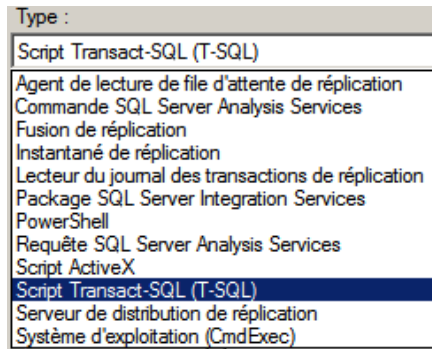 Type :
Script Transact-SQL (T-SQL)
Agent de lecture de file d'attente de réplication
Commande SQL Server Analysis Services
Fusion de réplication
Instantané de réplication
Lecteur du journal des transactions de réplication
Package SQL Server Integration Services
PowerShell
Requête SQL Server Analysis Services
Script ActiveX
Script Transact-SQL (T-SQL)
Serveur de distribution de réplication
Système d'exploitation (CmdExec)